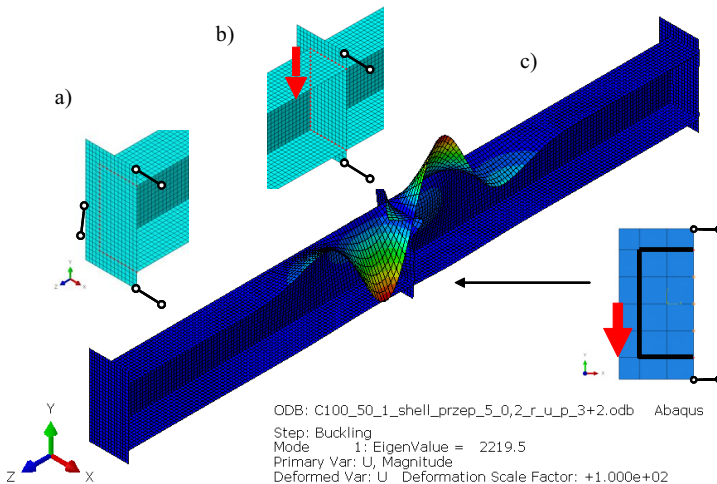 b)
c)
a)
Y
Z X
Y
X
Y
Z X
ODB: C100_50_1_shell_przep_5_0,2_r_u_p_3+2.odb Abaqus
Step: Buckling
Mode 1: EigenValue = 2219.5
Primary Var: U, Magnitude
Deformed Var: U Deformation Scale Factor: +1.000e+02